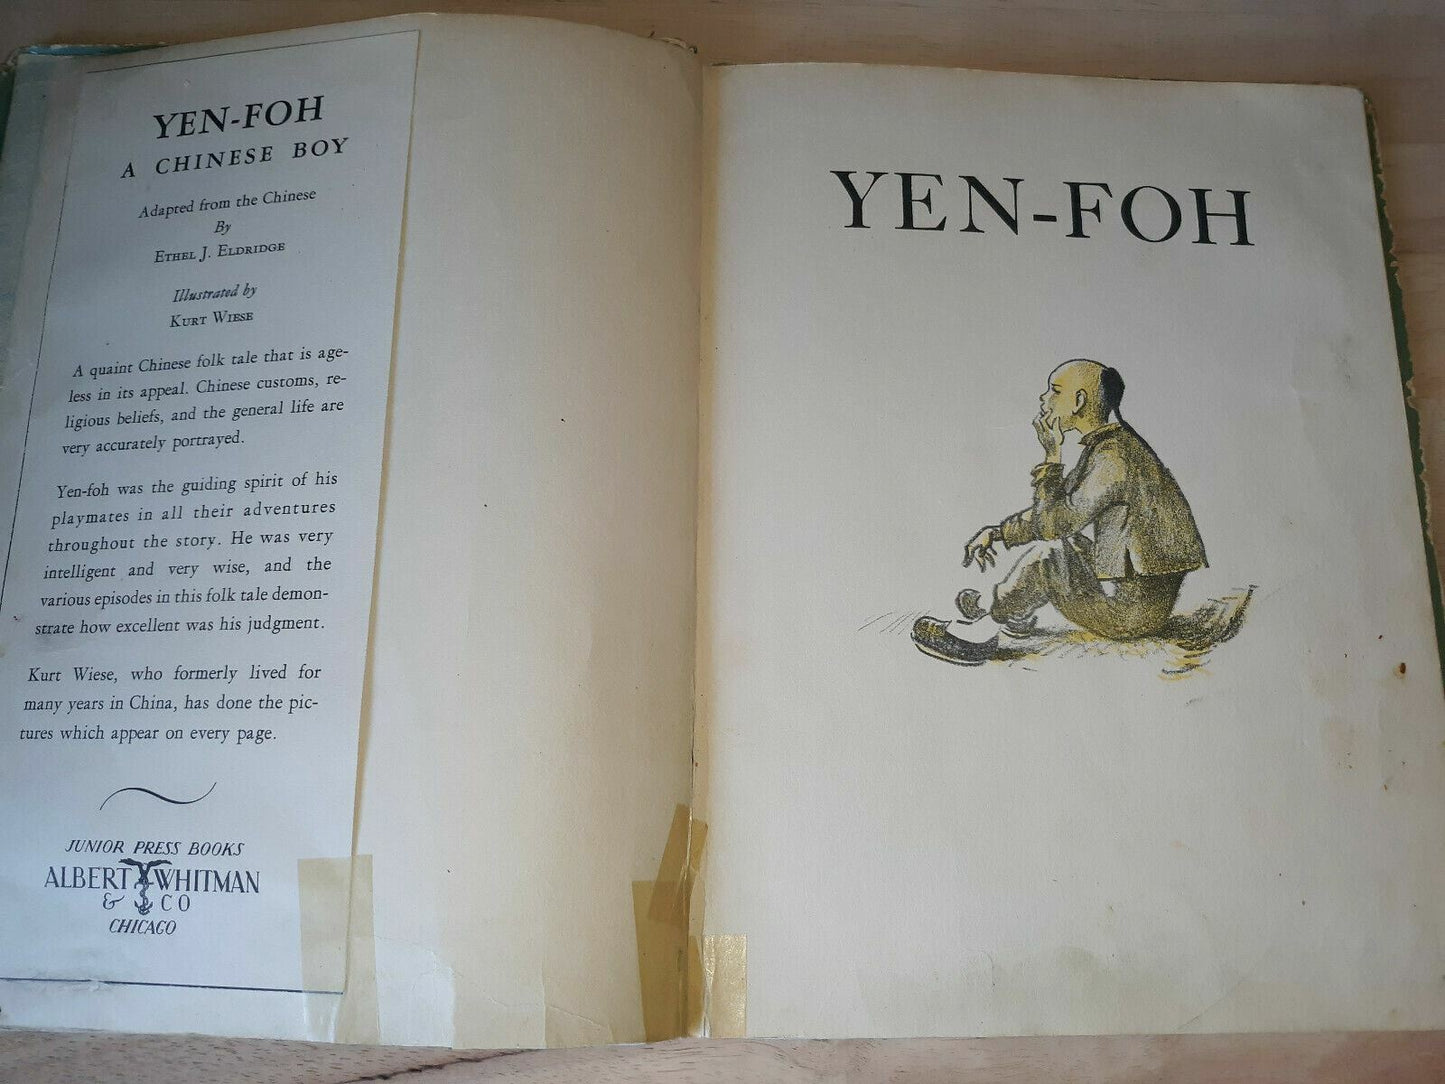 YEN-FOH
A CHINESE BOY
Adapted from the Chinese
By
ETHEL J. ELDRIDGE
Illustrated by
KURT WIESE
A quaint Chinese folk tale that is age-
less in its appeal. Chinese customs, re-
ligious beliefs, and the general life are
very accurately portrayed.
Yen-foh was the guiding spirit of his
playmates in all their adventures
throughout the story. He was very
intelligent and very wise, and the
various episodes in this folk tale demon-
strate how excellent was his judgment.
Kurt Wiese, who formerly lived for
many years in China, has done the pic-
tures which appear on every page.
JUNIOR PRESS BOOKS
ALBERT WHITMAN
& CO
CHICAGO
YEN-FOH